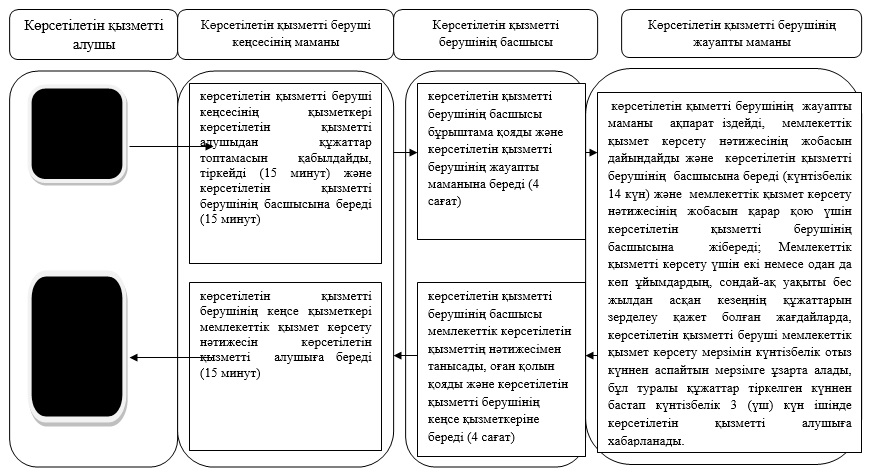 Көрсетілетін қызметті
алушы
Көрсетілетін қызметті беруші
кеңсесінің маманы
Көрсетілетін қызметті
берушінің басшысы
Көрсетілетін қызметті берушінің
жауапты маманы
көрсетілетін қызметті беруші
кеңсесінің қызметкері
көрсетілетін қызметті
алушыдан құжаттар
топтамасын қабылдайды,
тіркейді (15 минут) және
көрсетілетін қызметті
берушінің басшысына береді
(15 минут)
көрсетілетін қызметті
берушінің басшысы
бұрыштама қояды және
көрсетілетін қызметті
берушінің жауапты
маманына береді (4
сағат)
көрсетілетін қыметті берушінің жауапты
маманы ақпарат іздейді, мемлекеттік
қызмет көрсету нәтижесінің жобасын
дайындайды және көрсетілетін қызметті
берушінің басшысына береді (күнтізбелік
14 күн) және мемлекеттік қызмет көрсету
нәтижесінің жобасын қарар қою үшін
көрсетілетін қызметті берушінің
басшысына жібереді; Мемлекеттік
қызметті көрсету үшін екі немесе одан да
көп ұйымдардың, сондай-ақ уақыты бес
жылдан асқан кезеңнің құжаттарын
зерделеу қажет болған жағдайларда,
көрсетілетін қызметті беруші мемлекеттік
қызмет көрсету мерзімін күнтізбелік отыз
күннен аспайтын мерзімге ұзарта алады,
бұл туралы құжаттар тіркелген күннен
бастап күнтізбелік 3 (үш) күн ішінде
көрсетілетін қызметті алушыға
хабарланады.
көрсетілетін қызметті
берушінің басшысы
мемлекеттік көрсетілетін
қызметтің нәтижесімен
танысады, оған қолын
қояды және көрсетілетін
қызметті берушінің
кеңсе қызметкеріне
береді (4 сағат)
көрсетілетін қызметті
берушінің кеңсе қызметкері
мемлекеттік қызмет көрсету
нәтижесін көрсетілетін
қызметті алушыға береді
(15 минут)